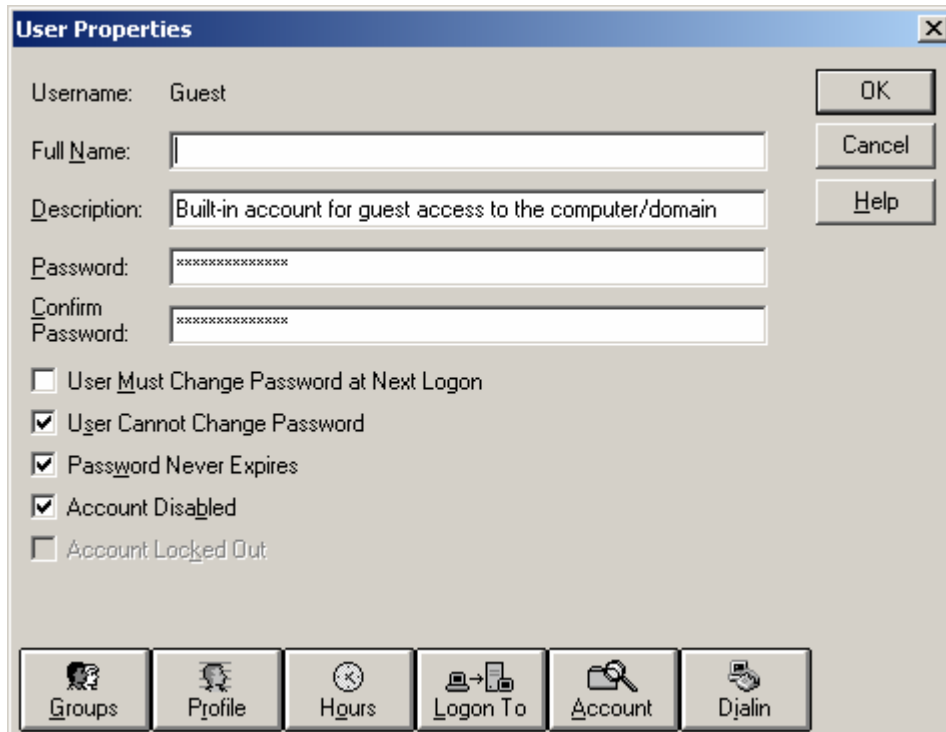 User Properties
Username: Guest
OK
Full Name:
Cancel
Description: Built-in account for guest access to the computer/domain
Help
Password: **************
Confirm
Password: **************
User Must Change Password at Next Logon
User Cannot Change Password
Password Never Expires
Account Disabled
Account Locked Out
Groups Profile Hours Logon To Account Dialin